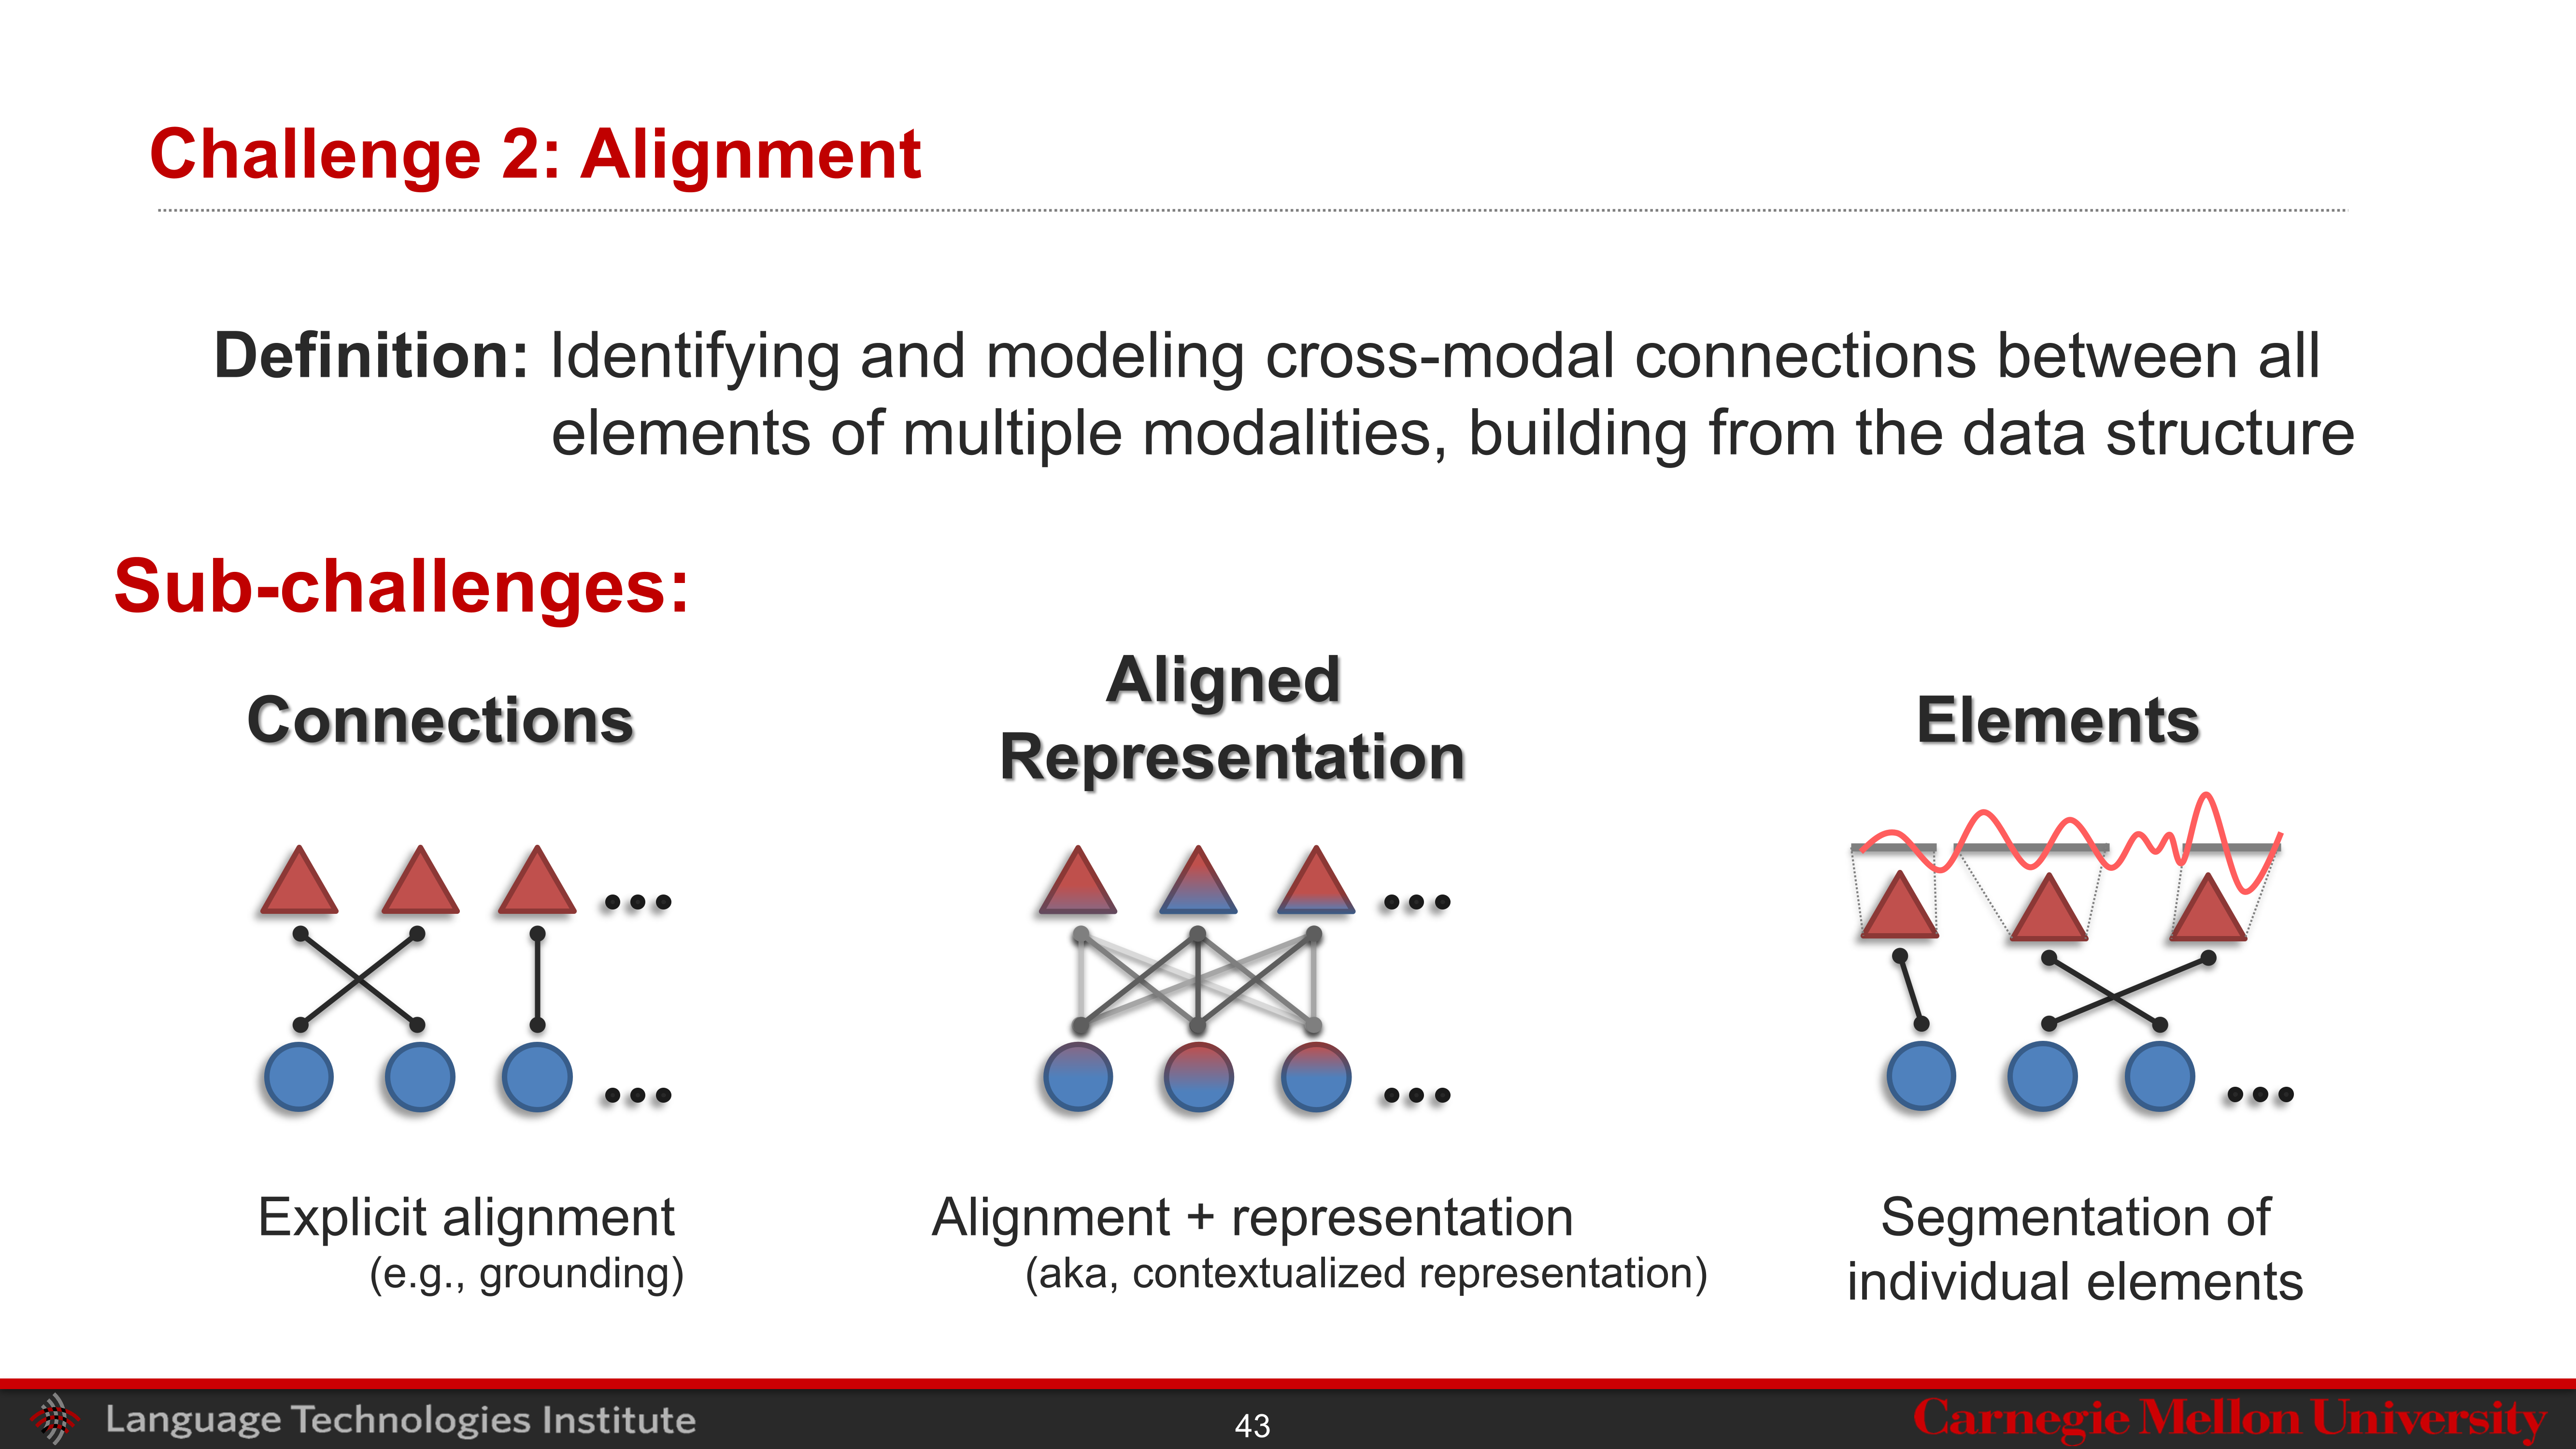 Challenge 2: Alignment
Definition: Identifying and modeling cross-modal connections between all
elements of multiple modalities, building from the data structure
Sub-challenges:
Connections
Aligned
Representation
Elements
Explicit alignment
(e.g., grounding)
Alignment + representation
(aka, contextualized representation)
Segmentation of
individual elements
Language Technologies Institute
43
Carnegie Mellon University